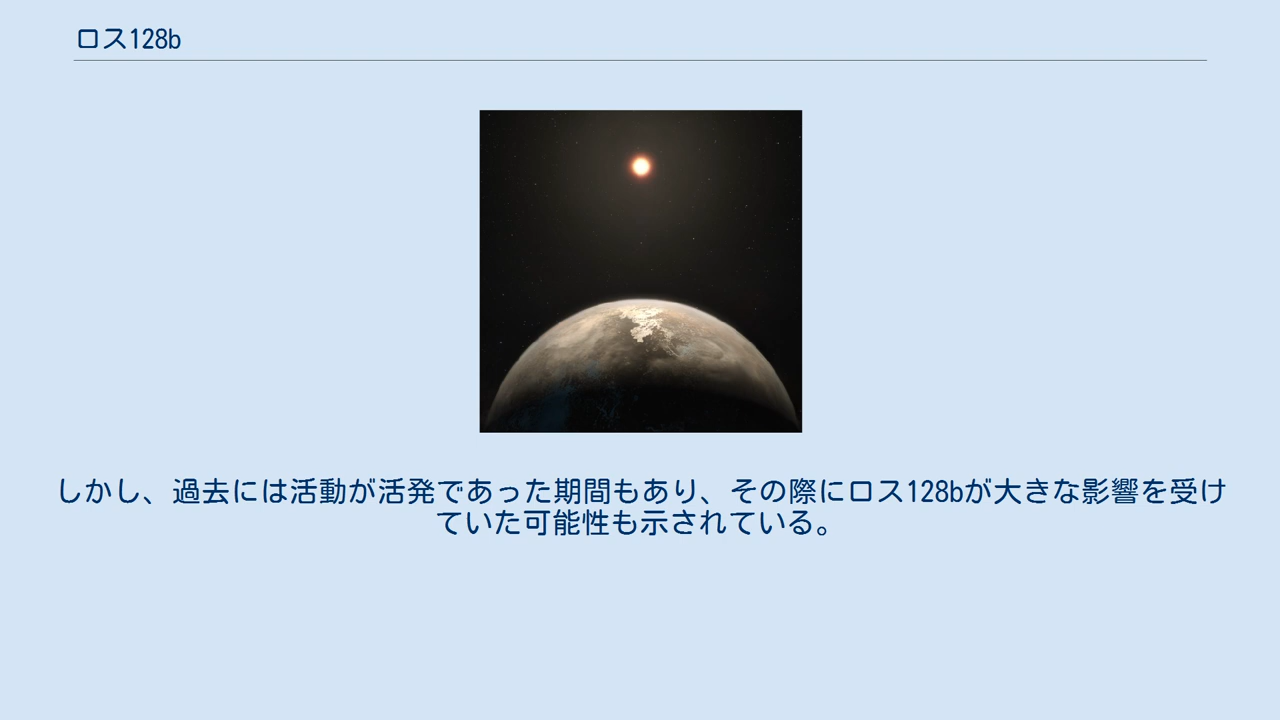 ロス128b
しかし、過去には活動が活発であった期間もあり、その際にロス128bが大きな影響を受け
ていた可能性も示されている。